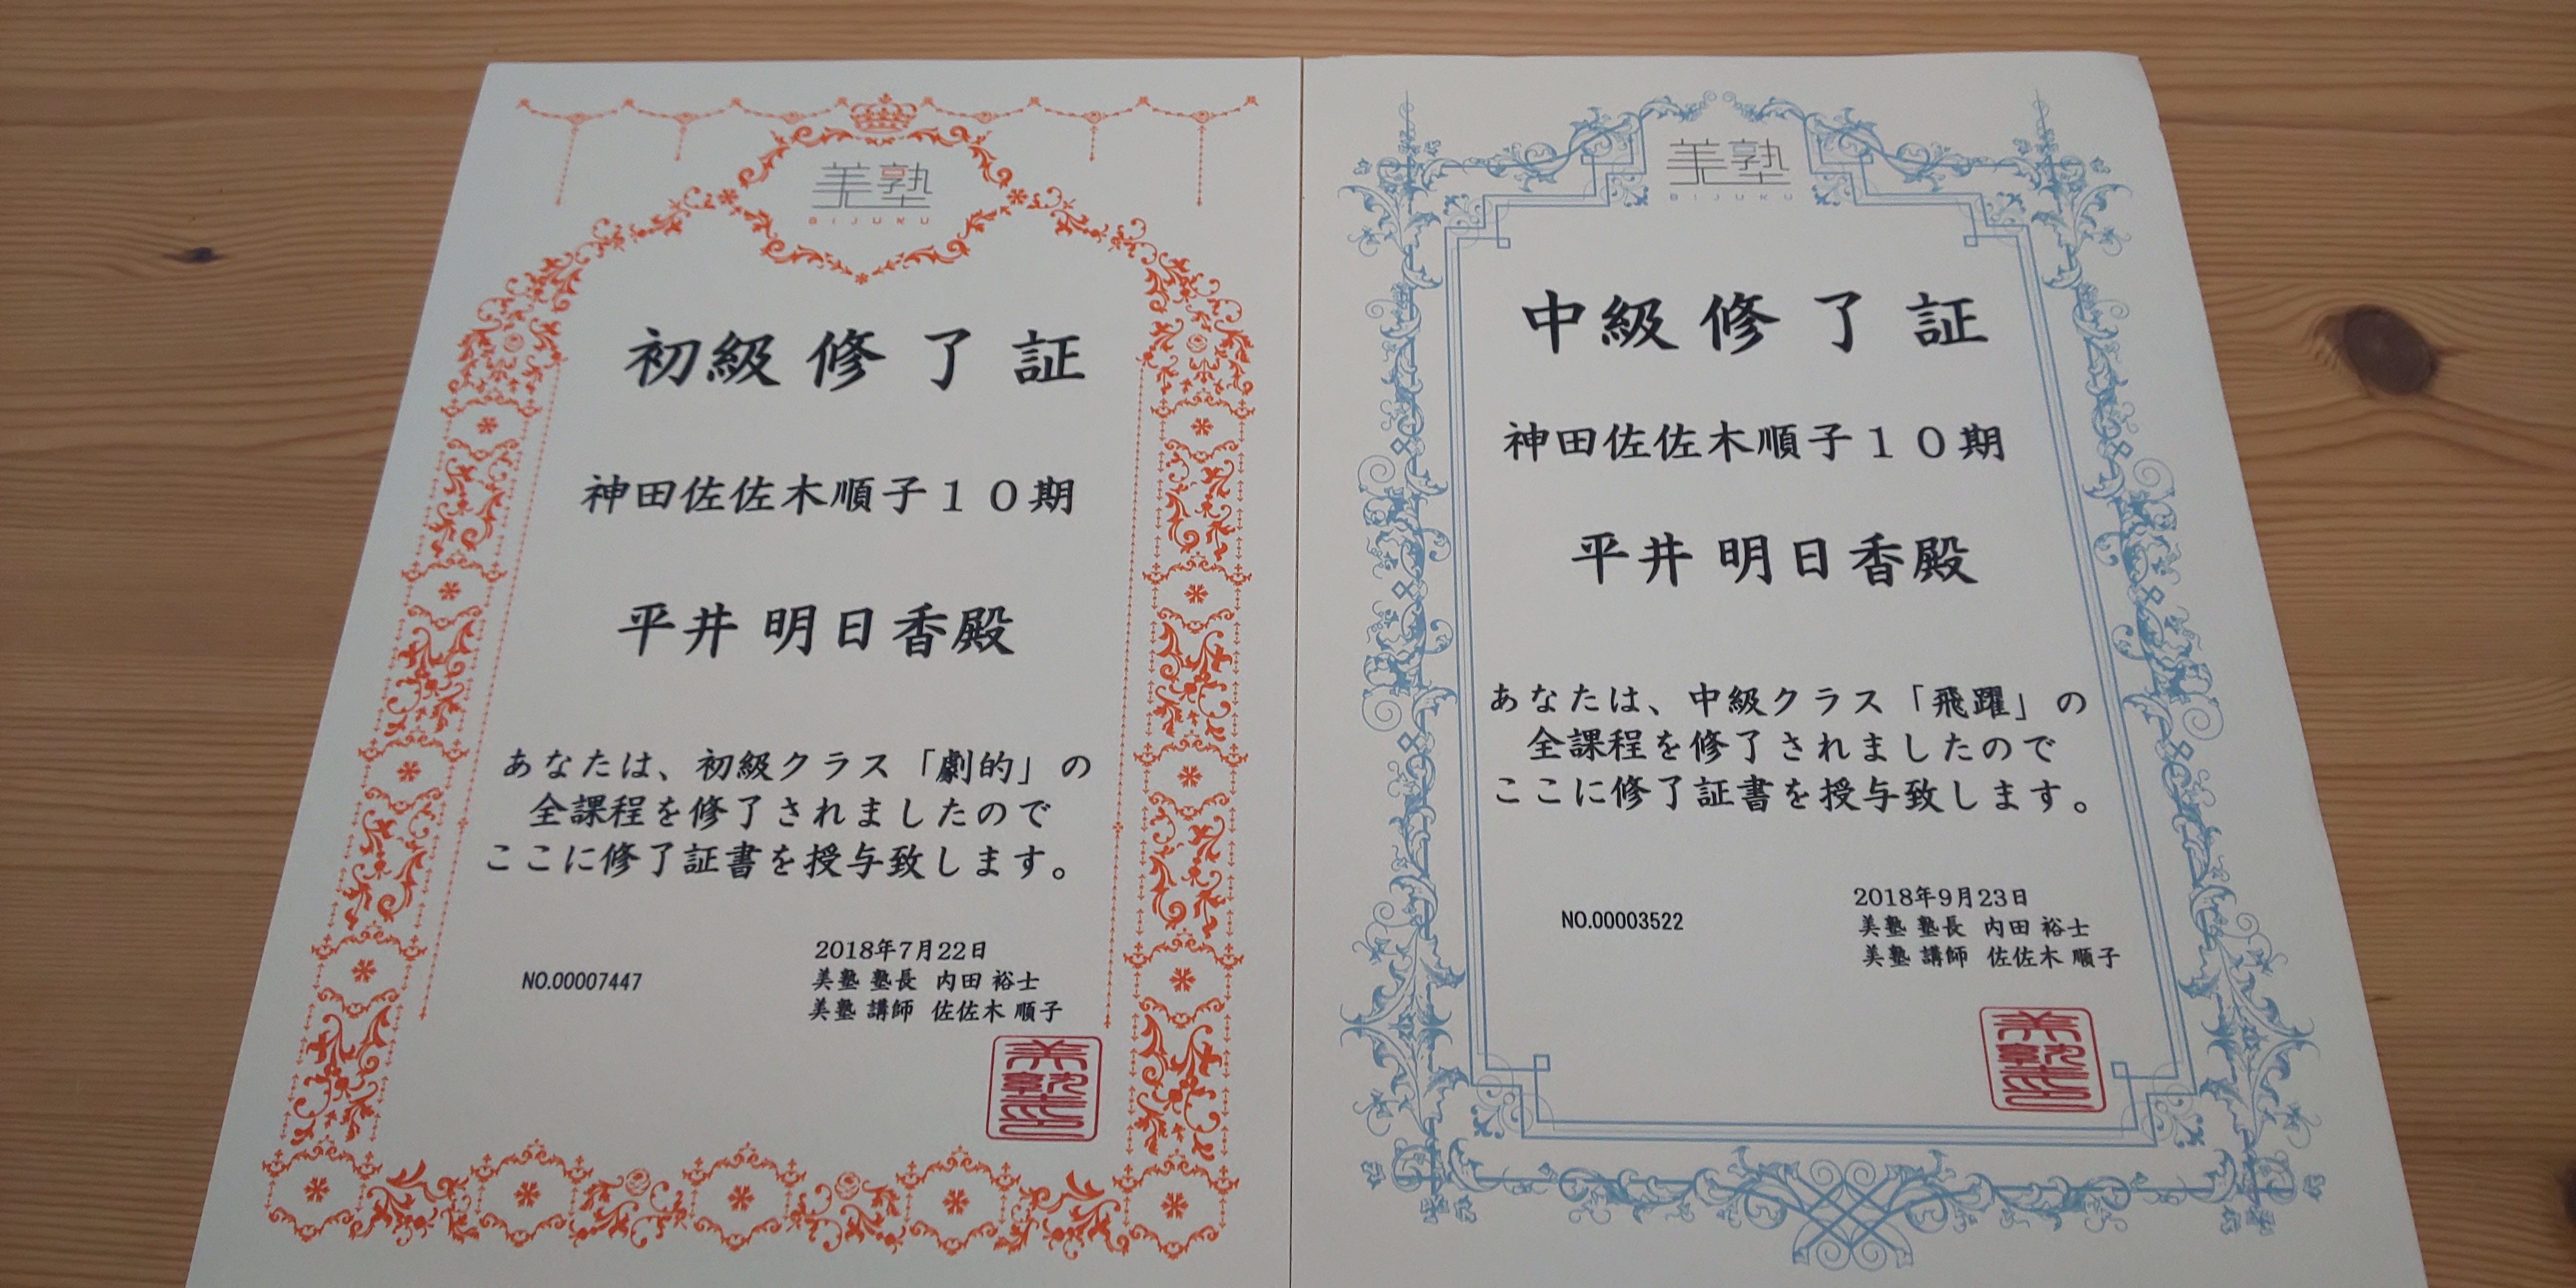 美塾
BIJUKU
初級修了証
神田佐佐木順子10期
平井 明日香殿
あなたは、初級クラス「劇的」の
全課程を修了されましたので
ここに修了証書を授与致します。
2018年7月22日
NO.00007447
美塾 塾長 内田 裕士
美塾 講師 佐佐木 順子
美塾之印
美塾
BIJUKU
中級修了証
神田佐佐木順子10期
平井 明日香殿
あなたは、中級クラス「飛躍」の
全課程を修了されましたので
ここに修了証書を授与致します。
2018年9月23日
NO.00003522
美塾 塾長 内田 裕士
美塾 講師 佐佐木 順子
美塾之印